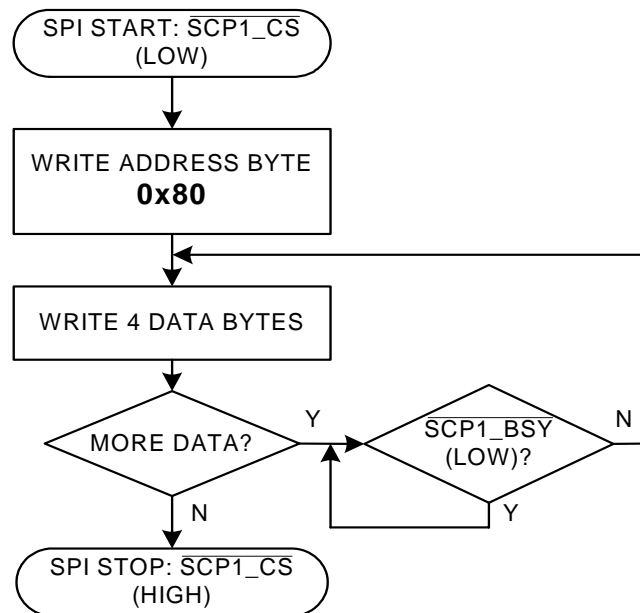 SPI START: SCP1_CS
(LOW)
WRITE ADDRESS BYTE
0x80
WRITE 4 DATA BYTES
MORE DATA?
Y
SCP1_BSY
(LOW)?
N
Y
N
SPI STOP: SCP1_CS
(HIGH)